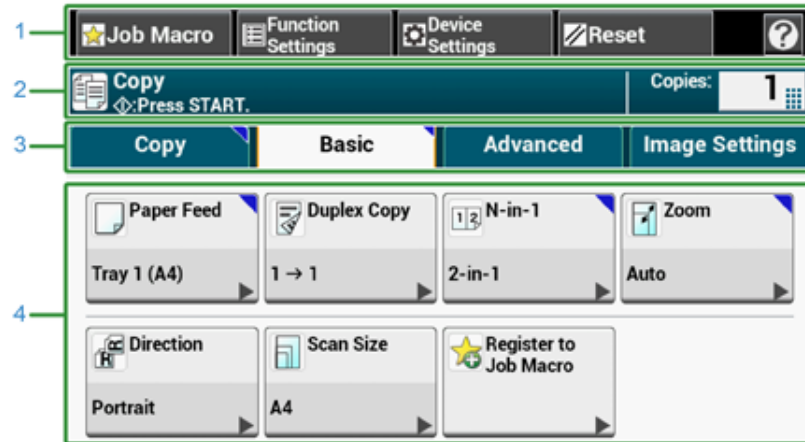 1
Job Macro
Function
Settings
Device
Settings
Reset
?
2
Copy
:Press START.
Copies:
1
3
Copy
Basic
Advanced
Image Settings
4
Paper Feed
Tray 1 (A4)
Duplex Copy
1 → 1
1 2
N-in-1
2-in-1
Zoom
Auto
Direction
Portrait
Scan Size
A4
Register to
Job Macro